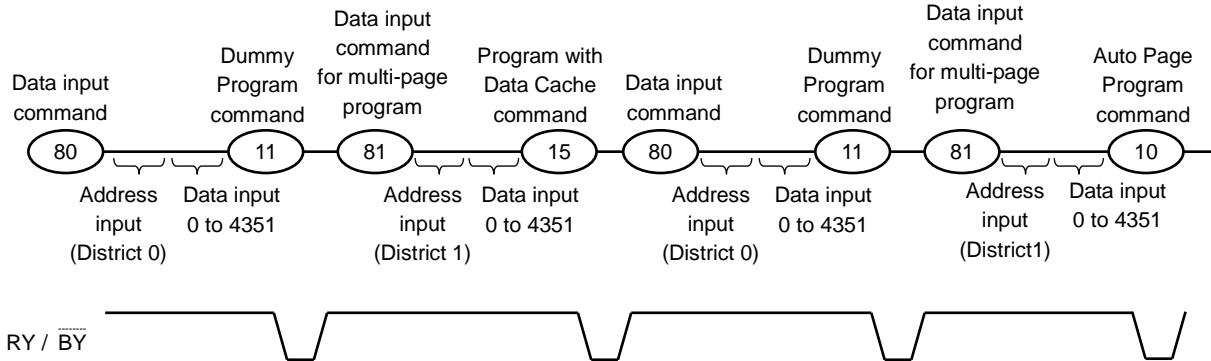 Data input
command
Dummy
Program
command
Data input
command
for multi-page
program
Program with
Data Cache
command
Data input
command
Dummy
Program
command
Data input
command
for multi-page
program
Auto Page
Program
command
80
11
81
15
80
11
81
10
Address
input
(District 0)
Data input
0 to 4351
Address
input
(District 1)
Data input
0 to 4351
Address
input
(District 0)
Data input
0 to 4351
Address
input
(District1)
Data input
0 to 4351
RY / BY